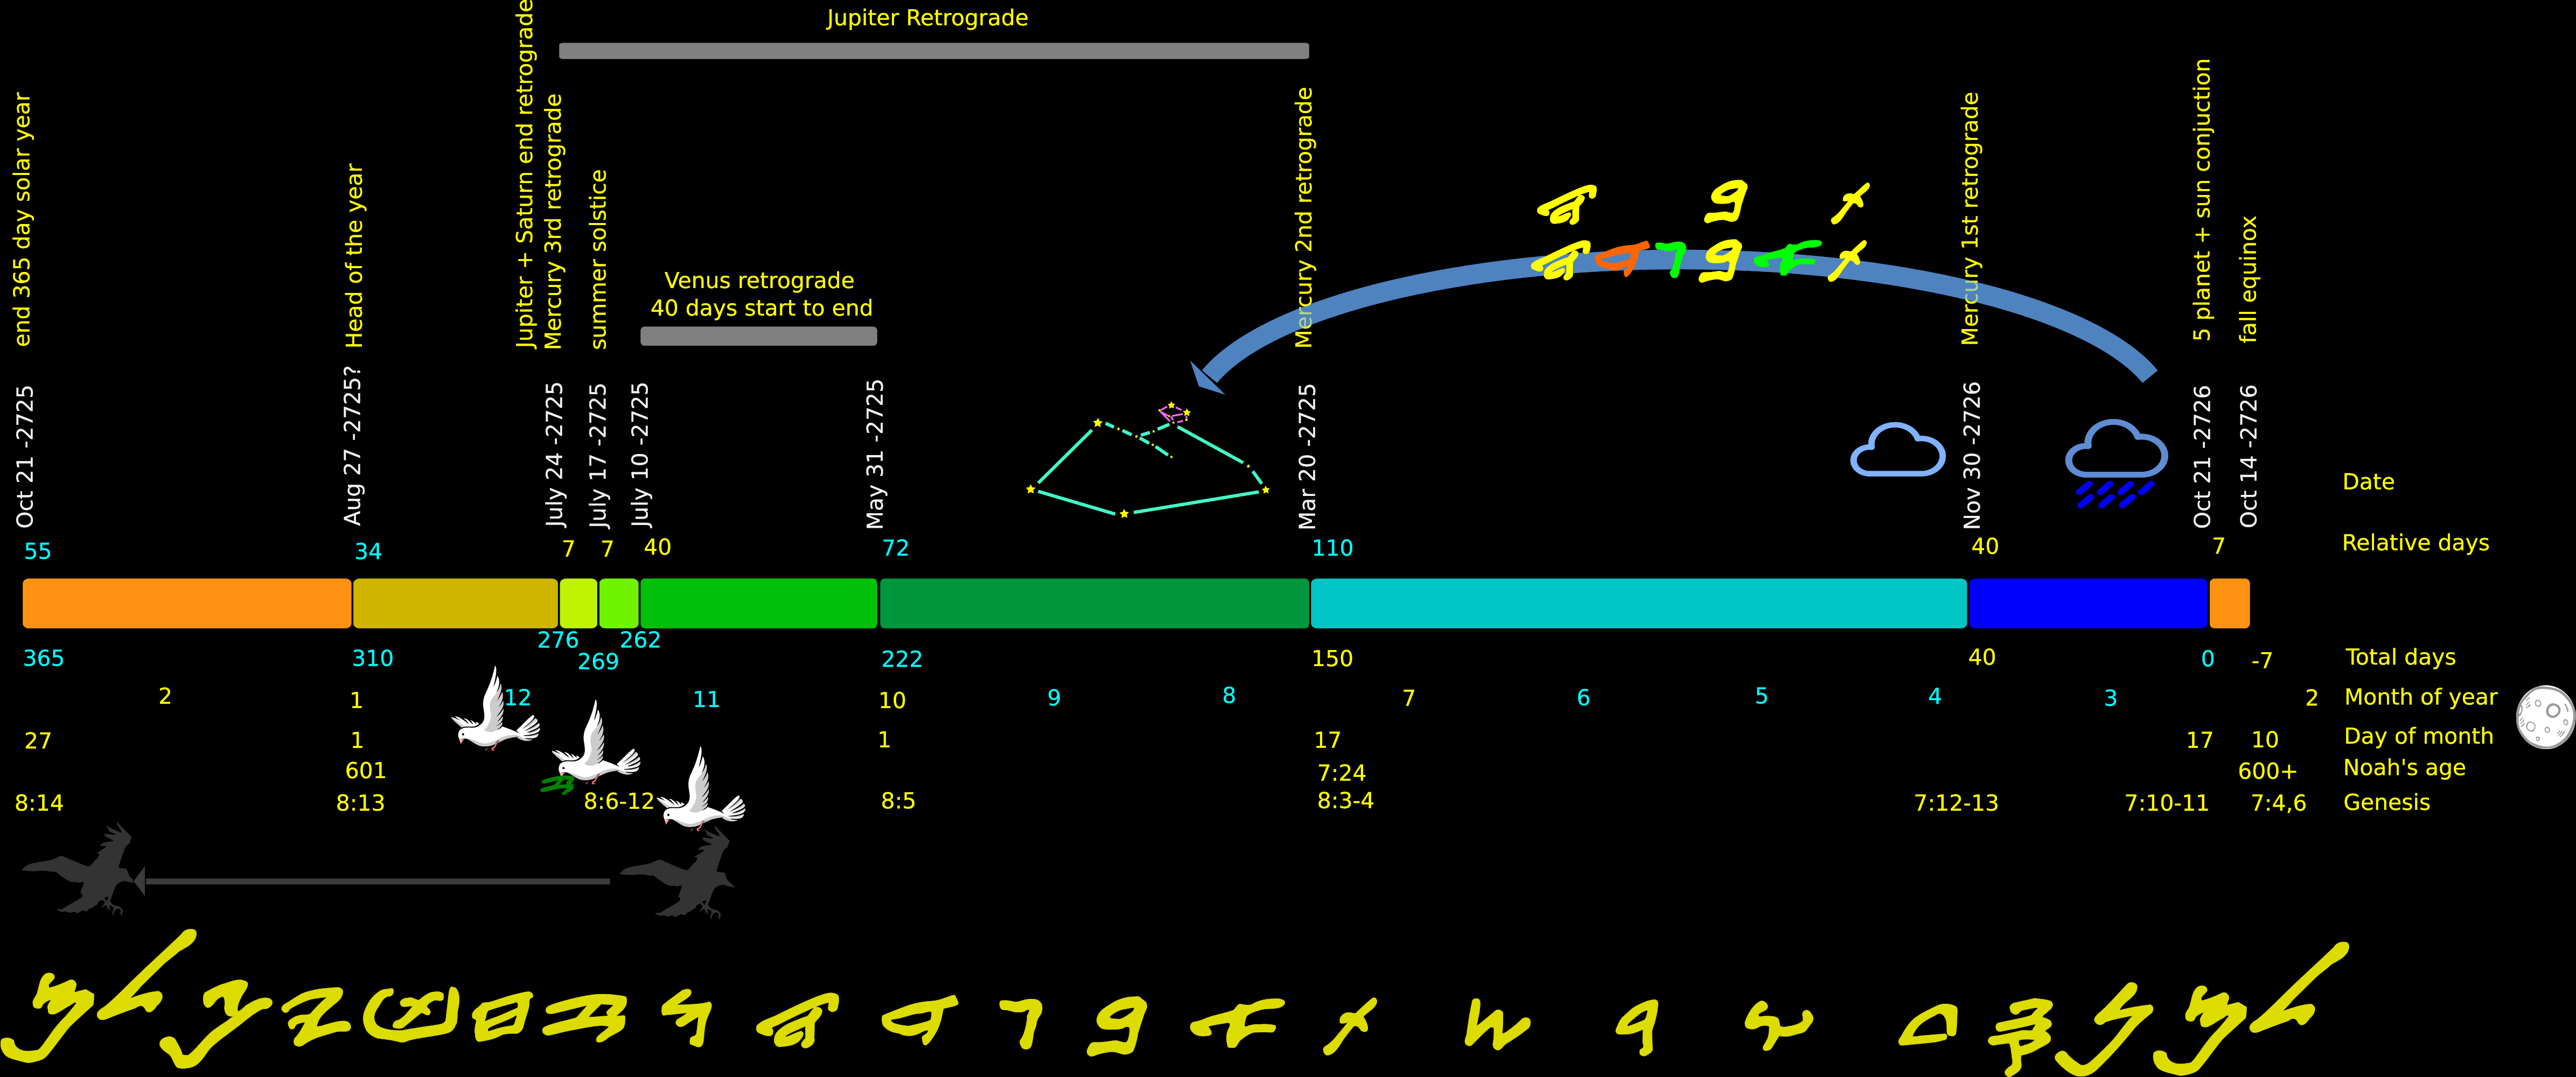 Jupiter Retrograde
end 365 day solar year
Head of the year
Jupiter + Saturn end retrograde
Mercury 3rd retrograde
summer solstice
Venus retrograde
40 days start to end
Mercury 2nd retrograde
Mercury 1st retrograde
5 planet + sun conjuction
fall equinox
Oct 21 -2725
Aug 27 -2725?
July 24 -2725
July 17 -2725
July 10 -2725
May 31 -2725
Mar 20 -2725
Nov 30 -2726
Oct 21 -2726
Oct 14 -2726
Date
55 34 7 7 40 72 110 40 7 Relative days
365 310 276 269 262 222 150 40 0 -7 Total days
2 1 12 11 10 9 8 7 6 5 4 3 2 Month of year
27 1 1 17 17 10 Day of month
601 7:24 600+ Noah's age
8:14 8:13 8:6-12 8:5 8:3-4 7:12-13 7:10-11 7:4,6 Genesis